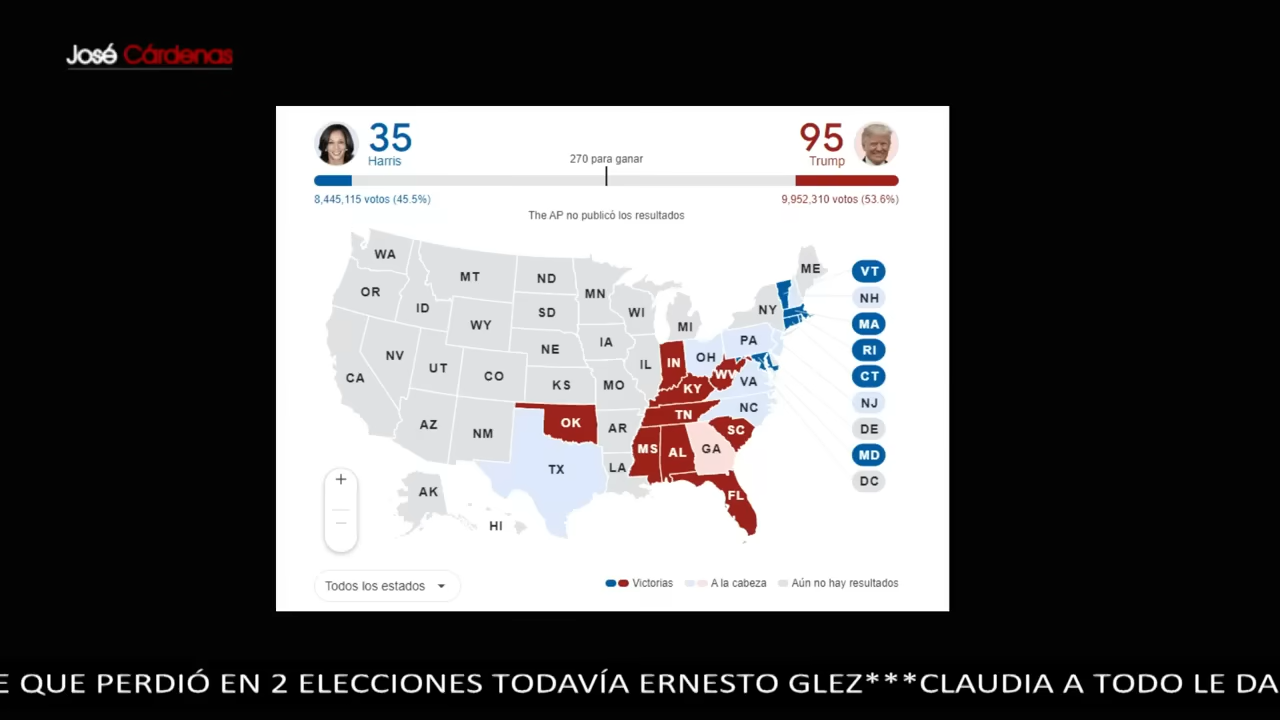 José Cárdenas
35
Harris
95
Trump
270 para ganar
8,445,115 votos (45.5%)
9,952,310 votos (53.6%)
The AP no publicó los resultados
WA
MT
ND
MN
ME
VT
OR
ID
SD
WI
NY
NH
WY
MI
MA
NV
UT
NE
IA
IL
IN
OH
PA
RI
CA
CO
KS
MO
KY
WV
VA
CT
AZ
NM
OK
AR
TN
NC
NJ
SC
DE
TX
LA
MS
AL
GA
MD
AK
HI
FL
DC
+
−
Todos los estados
Victorias
A la cabeza
Aún no hay resultados
E QUE PERDIÓ EN 2 ELECCIONES TODAVÍA ERNESTO GLEZ***CLAUDIA A TODO LE DA